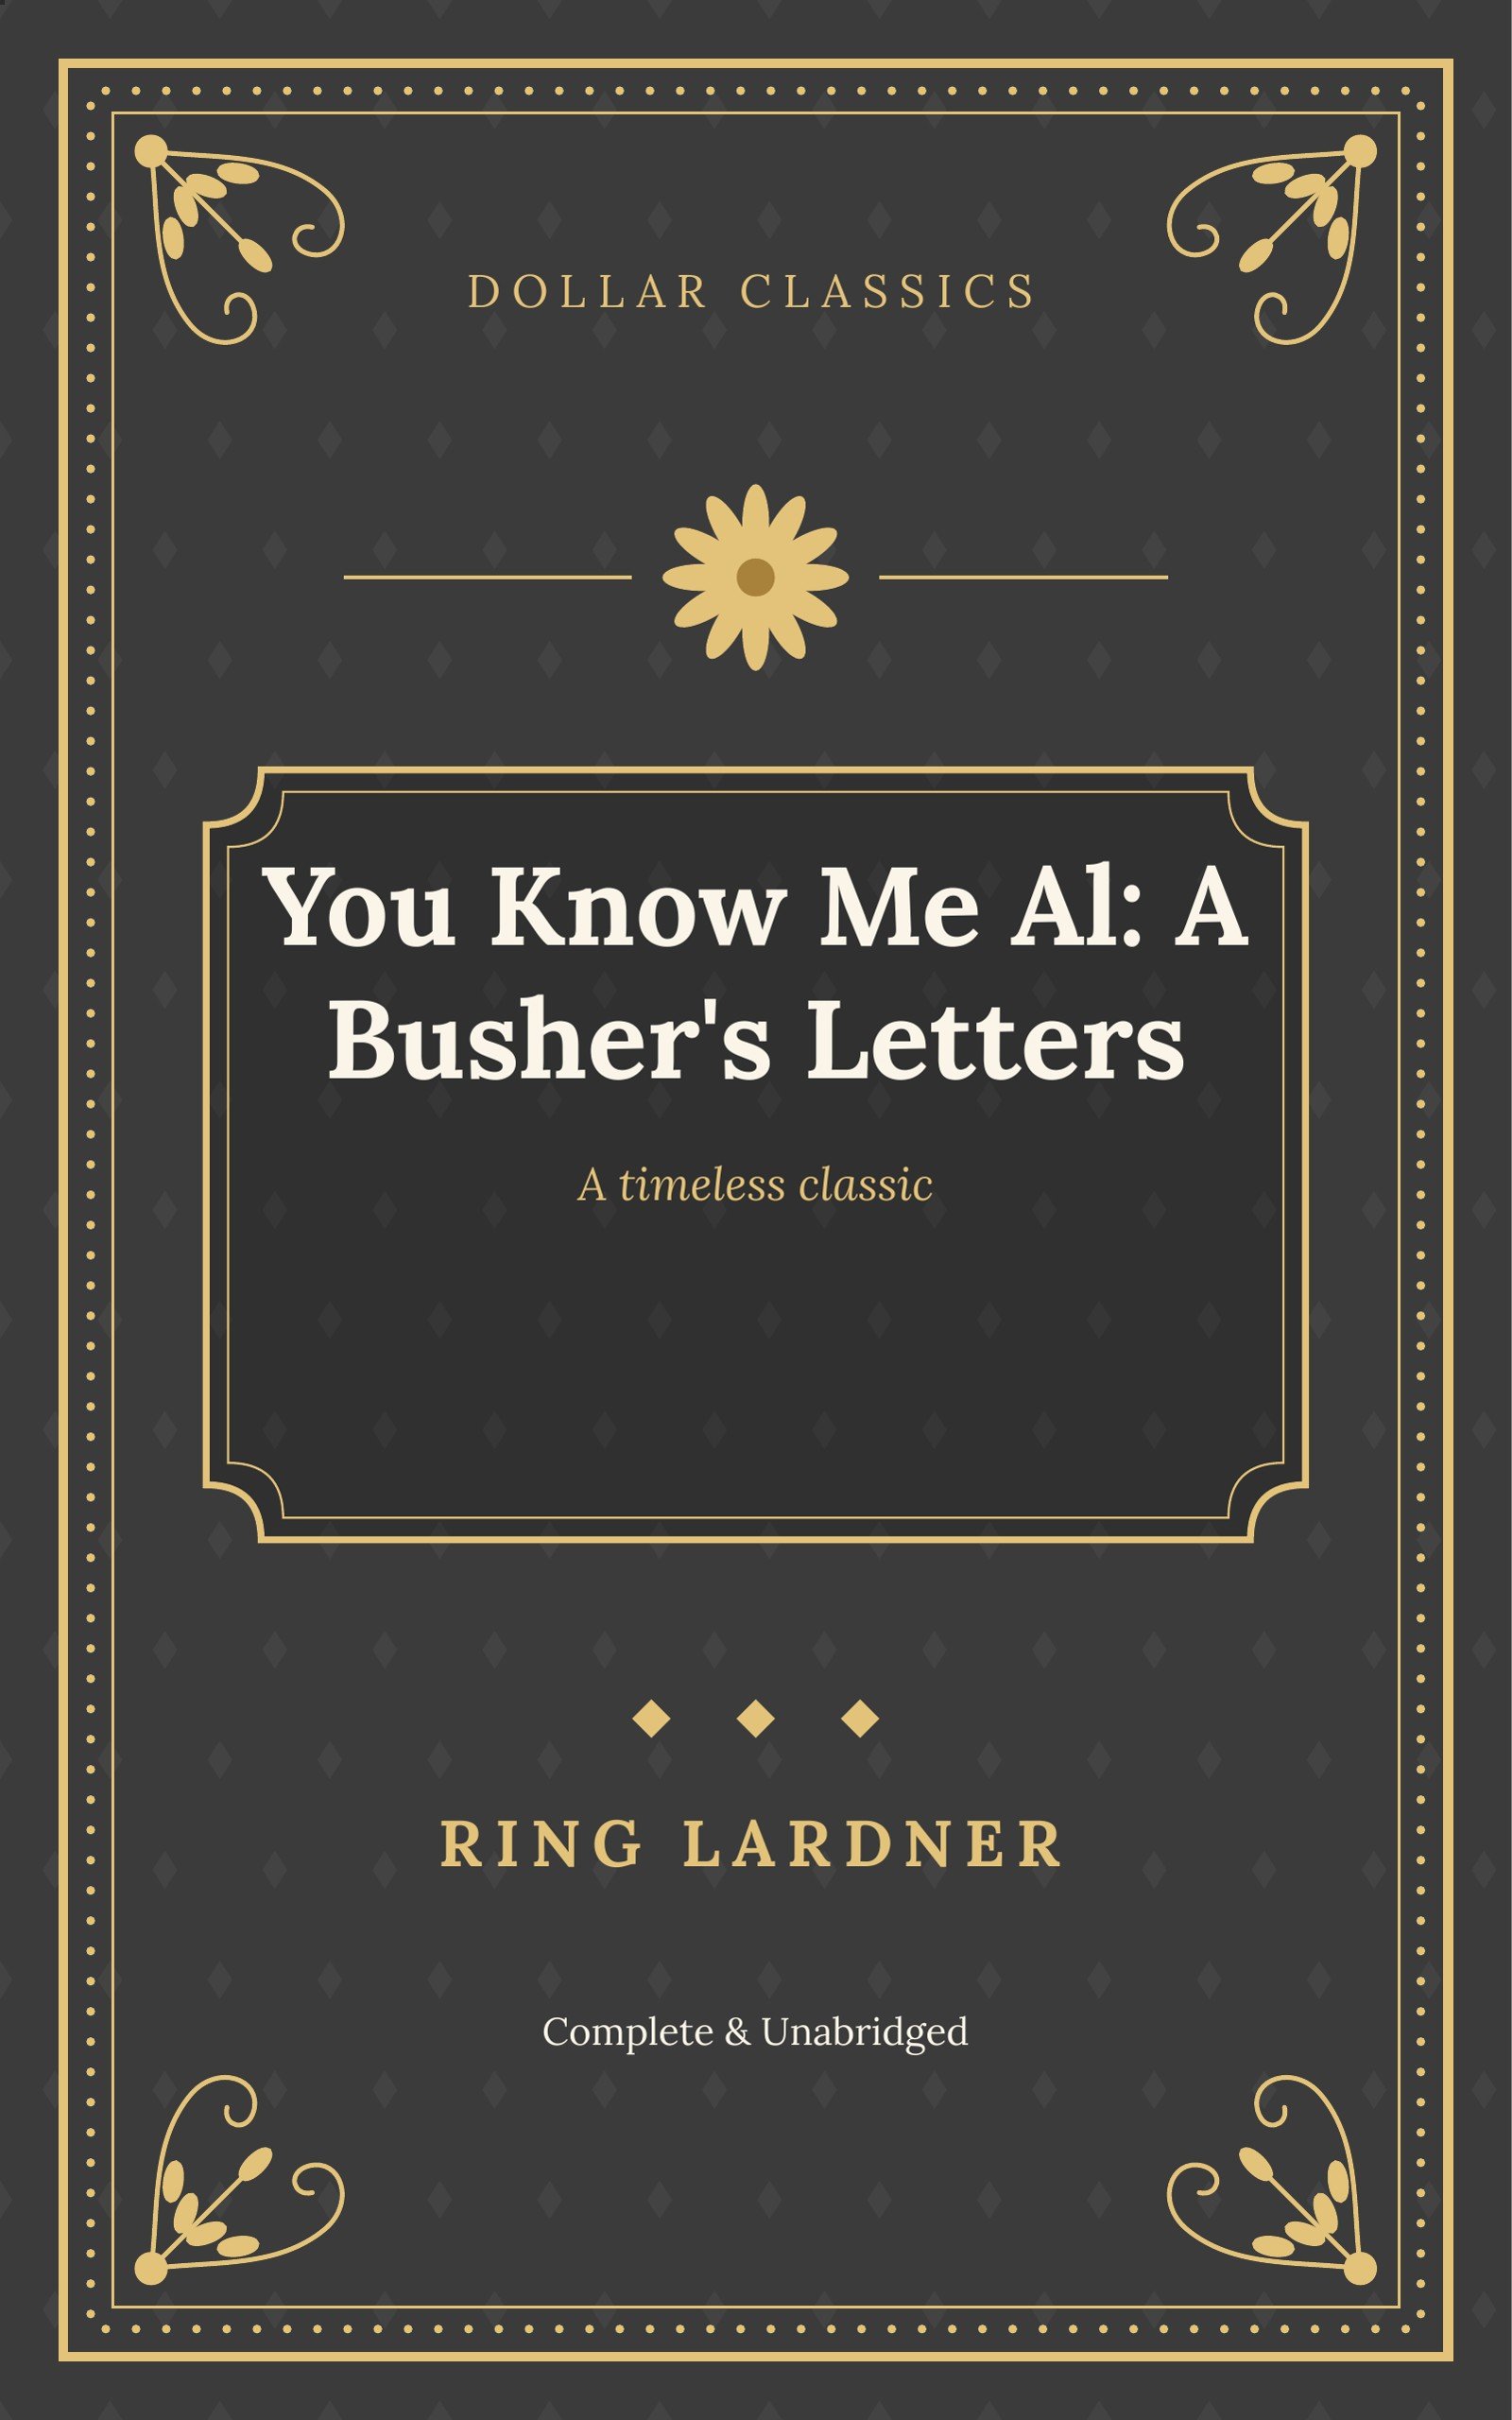 DOLLAR CLASSICS
You Know Me Al: A
Busher's Letters
A timeless classic
RING LARDNER
Complete & Unabridged